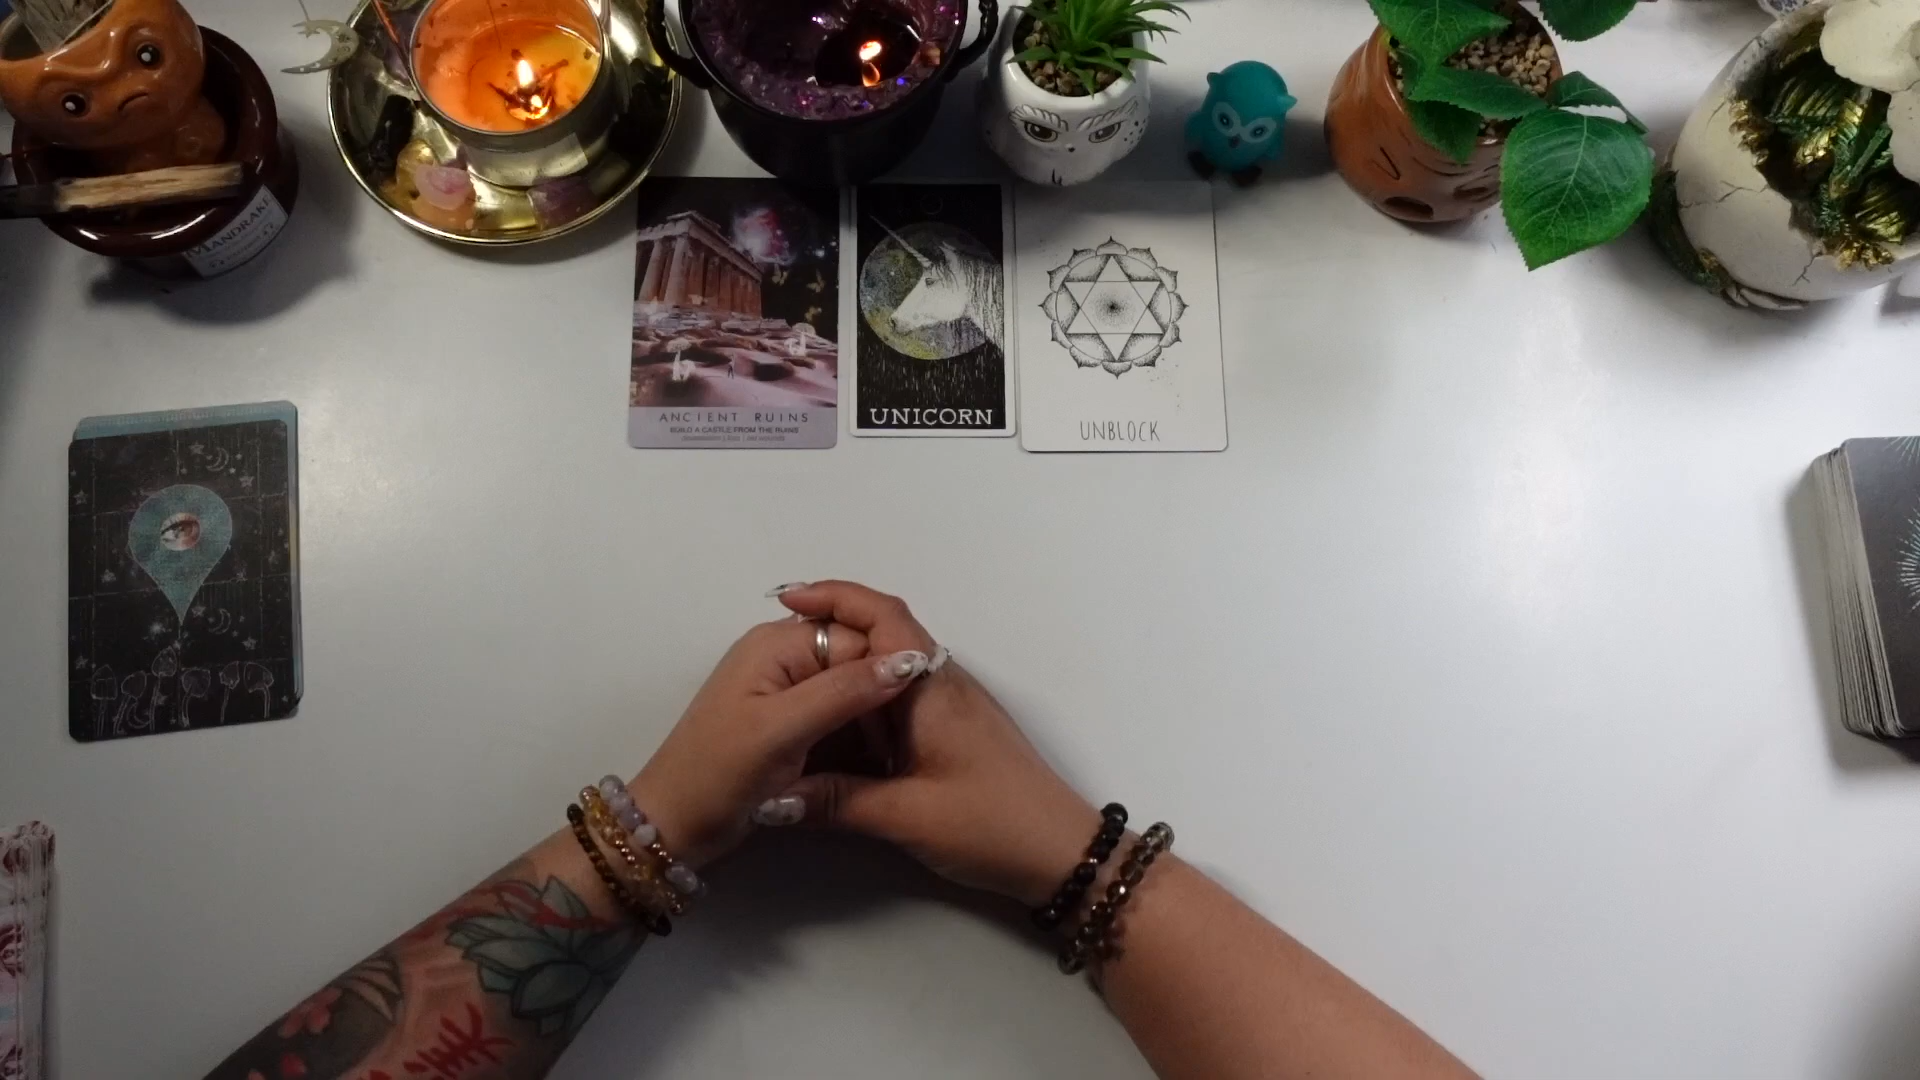 MANDRAKE
ANCIENT RUINS
BUILD A CASTLE FROM THE RUINS
UNICORN
UNBLOCK